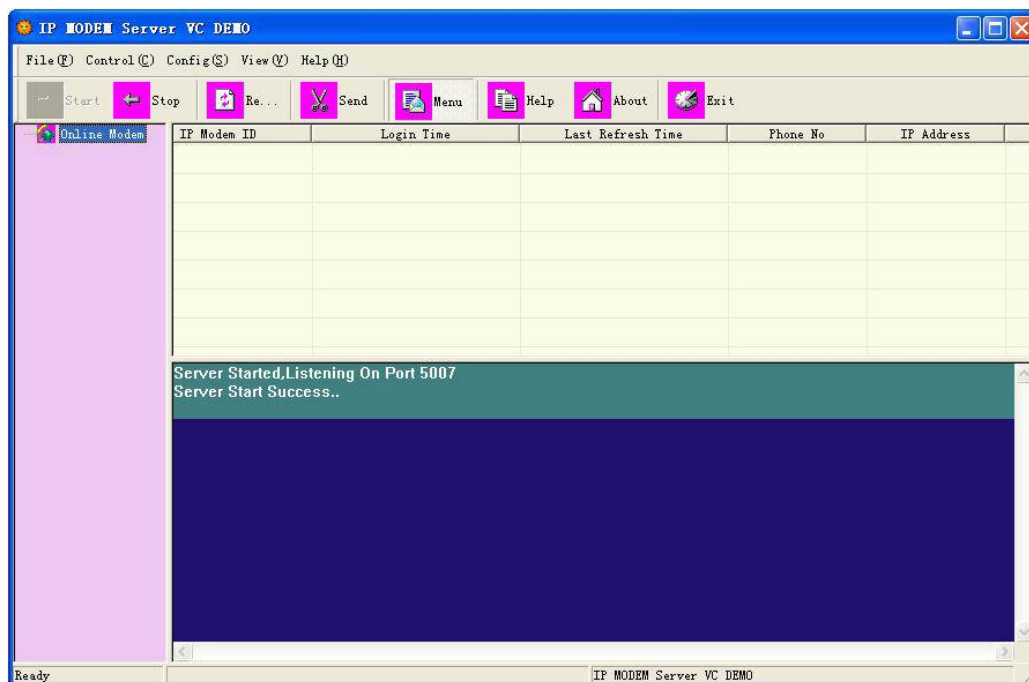 IP MODEM Server VC DEMO
File(F) Control(C) Config(S) View(V) Help(H)
Start Stop Re... Send Menu Help About Exit
Online Modem
IP Modem ID Login Time Last Refresh Time Phone No IP Address
Server Started,Listening On Port 5007
Server Start Success..
Ready IP MODEM Server VC DEMO